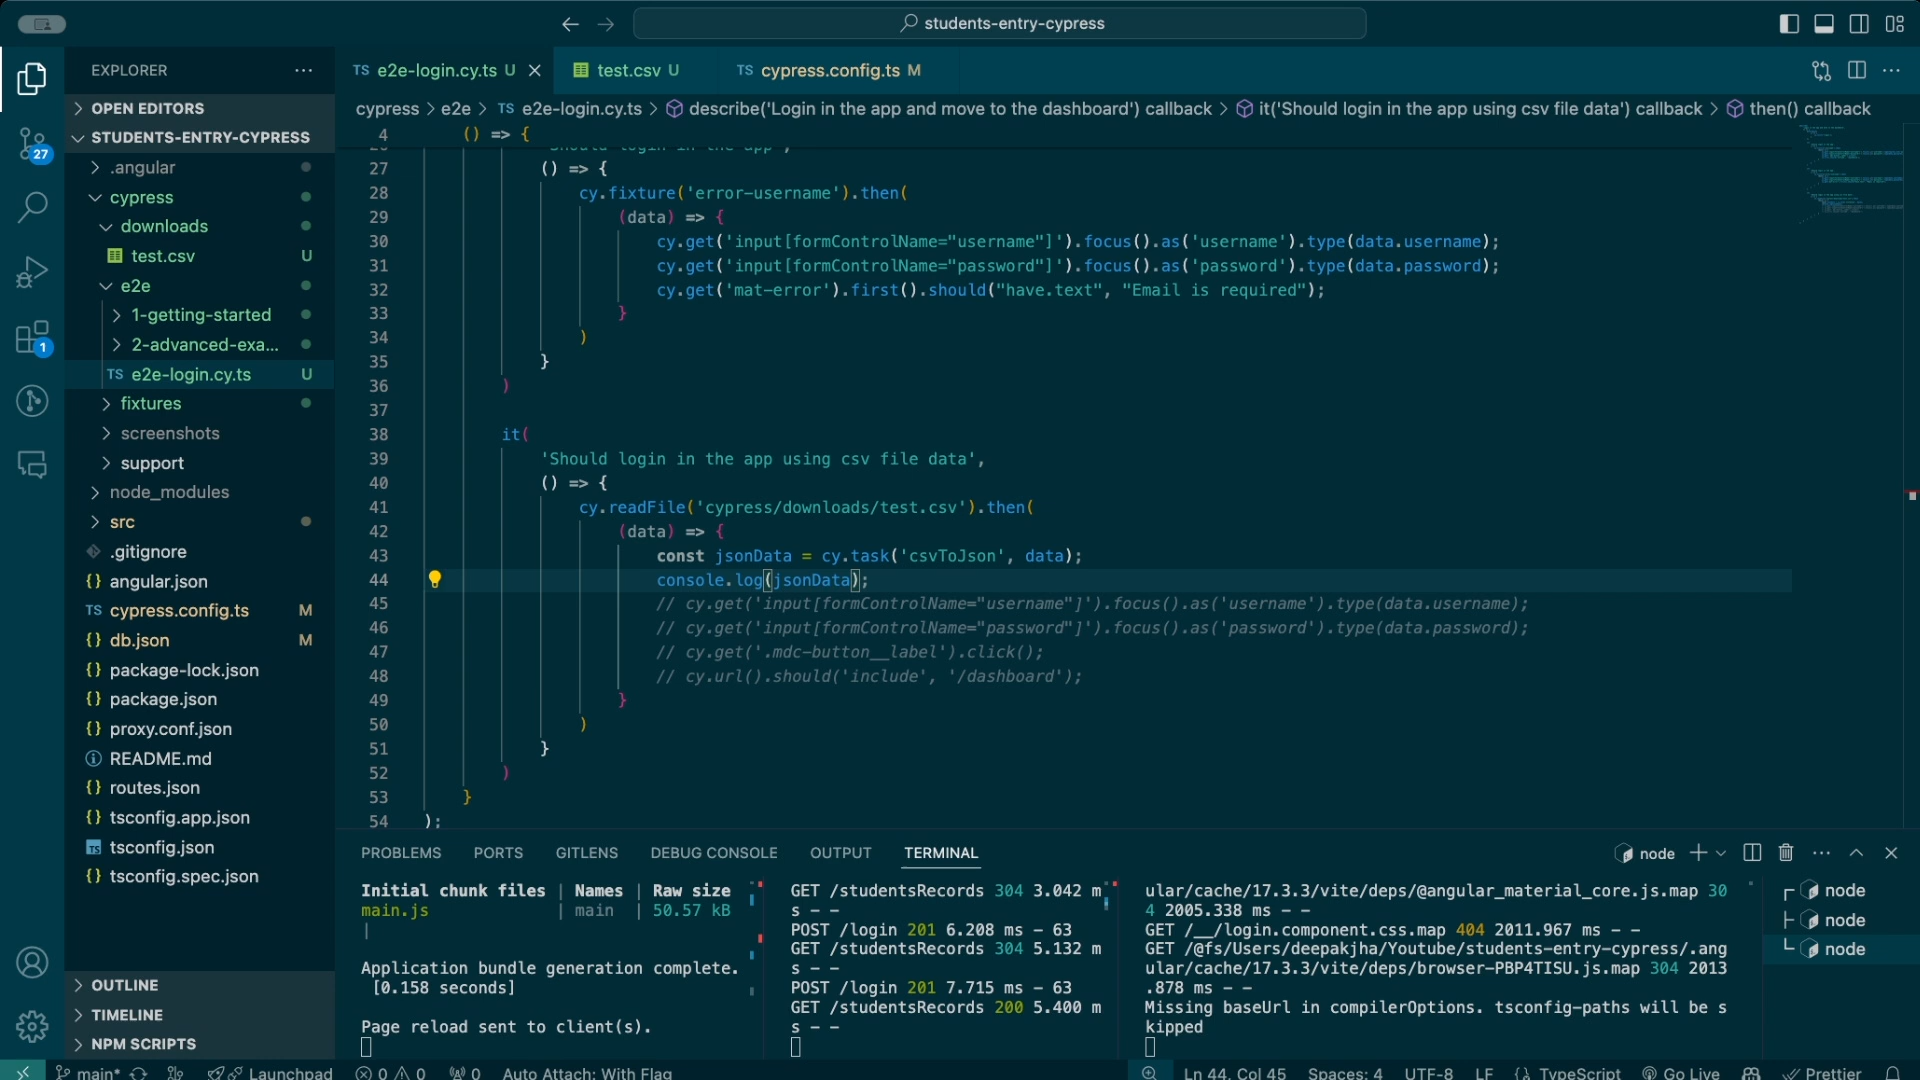 students-entry-cypress
EXPLORER
OPEN EDITORS
STUDENTS-ENTRY-CYPRESS
.angular
cypress
downloads
test.csv U
e2e
1-getting-started
2-advanced-exa...
TS e2e-login.cy.ts U
fixtures
screenshots
support
node_modules
src
.gitignore
{} angular.json
TS cypress.config.ts M
{} db.json M
{} package-lock.json
{} package.json
{} proxy.conf.json
README.md
{} routes.json
{} tsconfig.app.json
TS tsconfig.json
{} tsconfig.spec.json
OUTLINE
TIMELINE
NPM SCRIPTS
27
1
TS e2e-login.cy.ts U
test.csv U
TS cypress.config.ts M
cypress > e2e > TS e2e-login.cy.ts > describe('Login in the app and move to the dashboard') callback > it('Should login in the app using csv file data') callback > then() callback
4 () => {
27 () => {
28 cy.fixture('error-username').then(
29 (data) => {
30 cy.get('input[formControlName="username"]').focus().as('username').type(data.username);
31 cy.get('input[formControlName="password"]').focus().as('password').type(data.password);
32 cy.get('mat-error').first().should("have.text", "Email is required");
33 }
34 )
35 }
36 )
37
38 it(
39 'Should login in the app using csv file data',
40 () => {
41 cy.readFile('cypress/downloads/test.csv').then(
42 (data) => {
43 const jsonData = cy.task('csvToJson', data);
44 console.log(jsonData);
45 // cy.get('input[formControlName="username"]').focus().as('username').type(data.username);
46 // cy.get('input[formControlName="password"]').focus().as('password').type(data.password);
47 // cy.get('.mdc-button__label').click();
48 // cy.url().should('include', '/dashboard');
49 }
50 )
51 }
52 )
53 }
54 );
PROBLEMS PORTS GITLENS DEBUG CONSOLE OUTPUT TERMINAL
node
Initial chunk files | Names | Raw size
main.js | main | 50.57 kB
|
Application bundle generation complete.
[0.158 seconds]
Page reload sent to client(s).
GET /studentsRecords 304 3.042 m
s - -
POST /login 201 6.208 ms - 63
GET /studentsRecords 304 5.132 m
s - -
POST /login 201 7.715 ms - 63
GET /studentsRecords 200 5.400 m
s - -
ular/cache/17.3.3/vite/deps/@angular_material_core.js.map 30
4 2005.338 ms - -
GET /__/login.component.css.map 404 2011.967 ms - -
GET /@fs/Users/deepakjha/Youtube/students-entry-cypress/.ang
ular/cache/17.3.3/vite/deps/browser-PBP4TISU.js.map 304 2013
.878 ms - -
Missing baseUrl in compilerOptions. tsconfig-paths will be s
kipped
node
node
node
main* Launchpad 0 0 0 Auto Attach: With Flag
Ln 44, Col 45 Spaces: 4 UTF-8 LF {} TypeScript Go Live Prettier